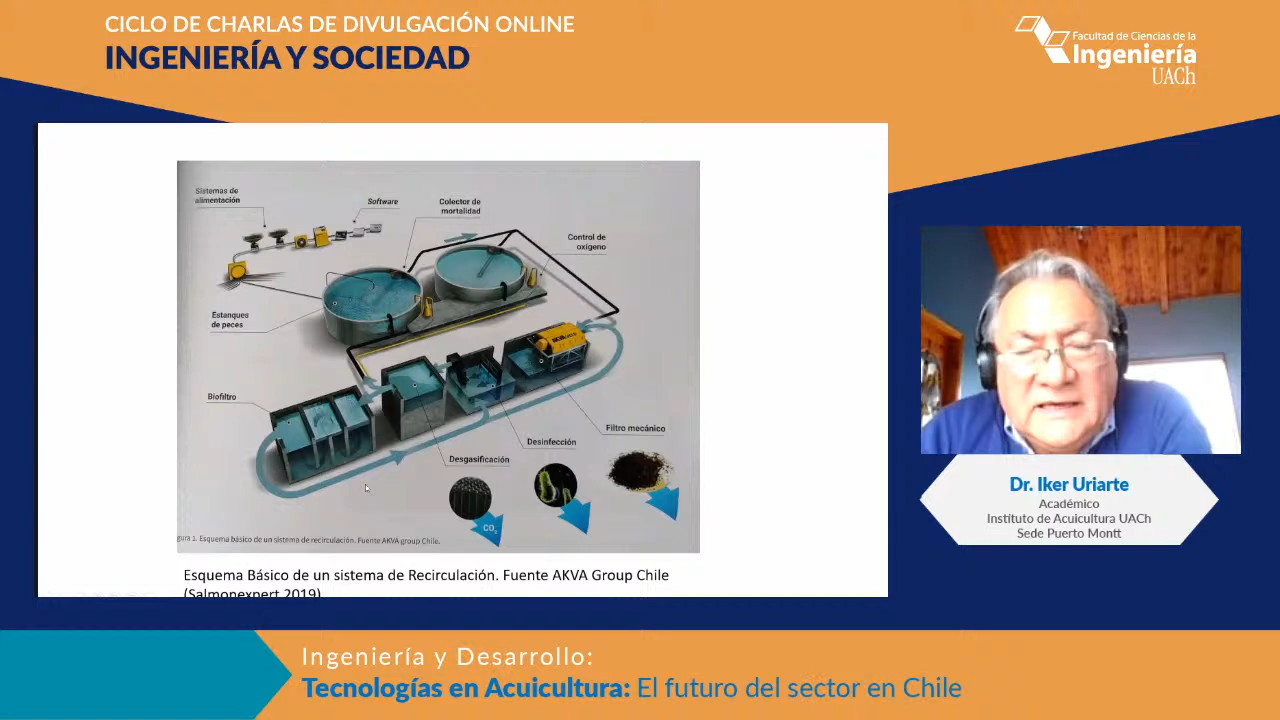 CICLO DE CHARLAS DE DIVULGACIÓN ONLINE
INGENIERÍA Y SOCIEDAD
Facultad de Ciencias de la
Ingeniería
UACh
Sistemas de
alimentación
Software
Colector de
mortalidad
Control de
oxígeno
Estanques
de peces
Biofiltro
Filtro mecánico
Desinfección
Desgasificación
CO₂
gura 1. Esquema básico de un sistema de recirculación. Fuente AKVA group Chile.
Esquema Básico de un sistema de Recirculación. Fuente AKVA Group Chile
(Salmonexpert 2019)
Dr. Iker Uriarte
Académico
Instítuto de Acuicultura UACh
Sede Puerto Montt
Ingeniería y Desarrollo:
Tecnologías en Acuicultura: El futuro del sector en Chile